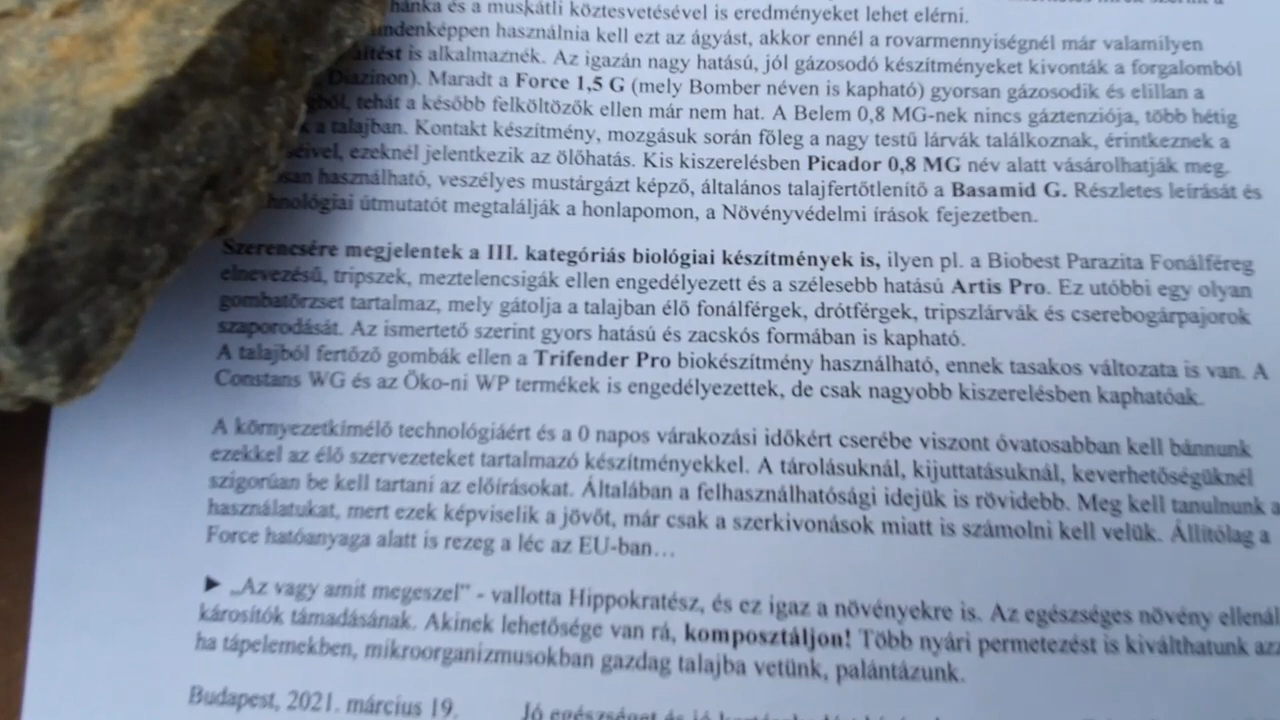 hánka és a muskátli köztesvetésével is eredményeket lehet elérni.
indenképpen használnia kell ezt az ágyást, akkor ennél a rovarmennyiségnél már valamilyen
is alkalmaznék. Az igazán nagy hatású, jól gázosodó készítményeket kivonták a forgalomból
Diazinon). Maradt a Force 1,5 G (mely Bomber néven is kapható) gyorsan gázosodik és elillan a
tehát a később felköltözők ellen már nem hat. A Belem 0,8 MG-nek nincs gáztenziója, több hétig
a talajban. Kontakt készítmény, mozgásuk során főleg a nagy testű lárvák találkoznak, érintkeznek a
ezeknél jelentkezik az ölőhatás. Kis kiszerelésben Picador 0,8 MG név alatt vásárolhatják meg.
használható, veszélyes mustárgázt képző, általános talajfertőtlenítő a Basamid G. Részletes leírását és
hnológiai útmutatót megtalálják a honlapomon, a Növényvédelmi írások fejezetben.
Szerencsére megjelentek a III. kategóriás biológiai készítmények is, ilyen pl. a Biobest Parazita Fonálféreg
elnevezésű, tripszek, meztelencsigák ellen engedélyezett és a szélesebb hatású Artis Pro. Ez utóbbi egy olyan
gombatörzset tartalmaz, mely gátolja a talajban élő fonálférgek, drótférgek, tripszlárvák és cserebogárpajorok
szaporodását. Az ismertető szerint gyors hatású és zacskós formában is kapható.
A talajból fertőző gombák ellen a Trifender Pro biokészítmény használható, ennek tasakos változata is van. A
Constans WG és az Öko-ni WP termékek is engedélyezettek, de csak nagyobb kiszerelésben kaphatóak.
A környezetkímélő technológiáért és a 0 napos várakozási időkért cserébe viszont óvatosabban kell bánnunk
ezekkel az élő szervezeteket tartalmazó készítményekkel. A tárolásuknál, kijuttatásuknál, keverhetőségüknél
szigorúan be kell tartani az előírásokat. Általában a felhasználhatósági idejük is rövidebb. Meg kell tanulnunk a
használatukat, mert ezek képviselik a jövőt, már csak a szerkivonások miatt is számolni kell velük. Állítólag a
Force hatóanyaga alatt is rezeg a léc az EU-ban…
► „Az vagy amit megeszel" - vallotta Hippokratész, és ez igaz a növényekre is. Az egészséges növény ellenál
károsítók támadásának. Akinek lehetősége van rá, komposztáljon! Több nyári permetezést is kiválthatunk azz
ha tápelemekben, mikroorganizmusokban gazdag talajba vetünk, palántázunk.
Budapest, 2021. március 19.
Jó egészséget és jó